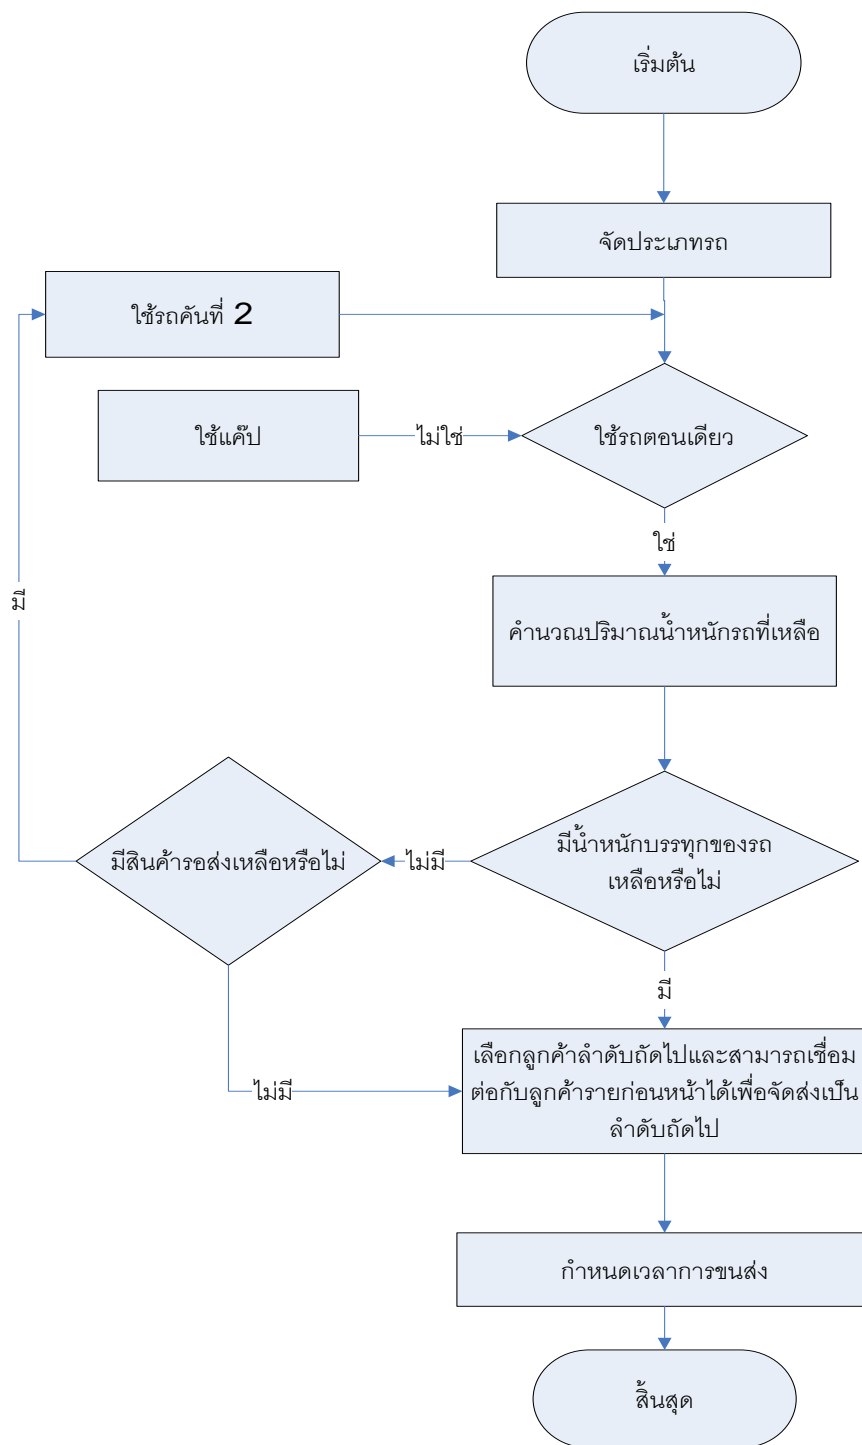 เริ่มต้น
จัดประเภทรถ
ใช้รถคันที่ 2
ใช้แค๊ป
ไม่ใช่
ใช้รถตอนเดียว
ใช่
คำนวณปริมาณน้ำหนักรถที่เหลือ
มี
มีสินค้ารอส่งเหลือหรือไม่
ไม่มี
มีน้ำหนักบรรทุกของรถ
เหลือหรือไม่
มี
เลือกลูกค้าลำดับถัดไปและสามารถเชื่อม
ต่อกับลูกค้ารายก่อนหน้าได้เพื่อจัดส่งเป็น
ลำดับถัดไป
ไม่มี
กำหนดเวลาการขนส่ง
สิ้นสุด